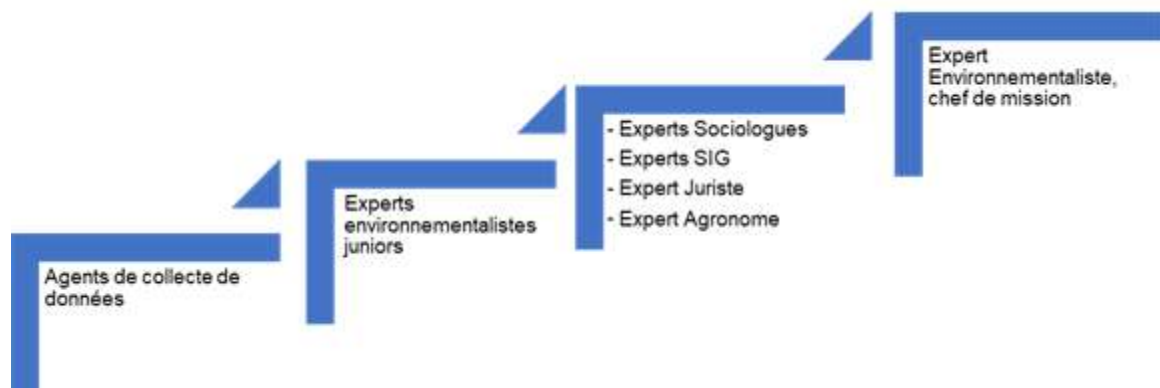 Agents de collecte de
données
Experts
environnementalistes
juniors
- Experts Sociologues
- Experts SIG
- Expert Juriste
- Expert Agronome
Expert
Environnementaliste,
chef de mission